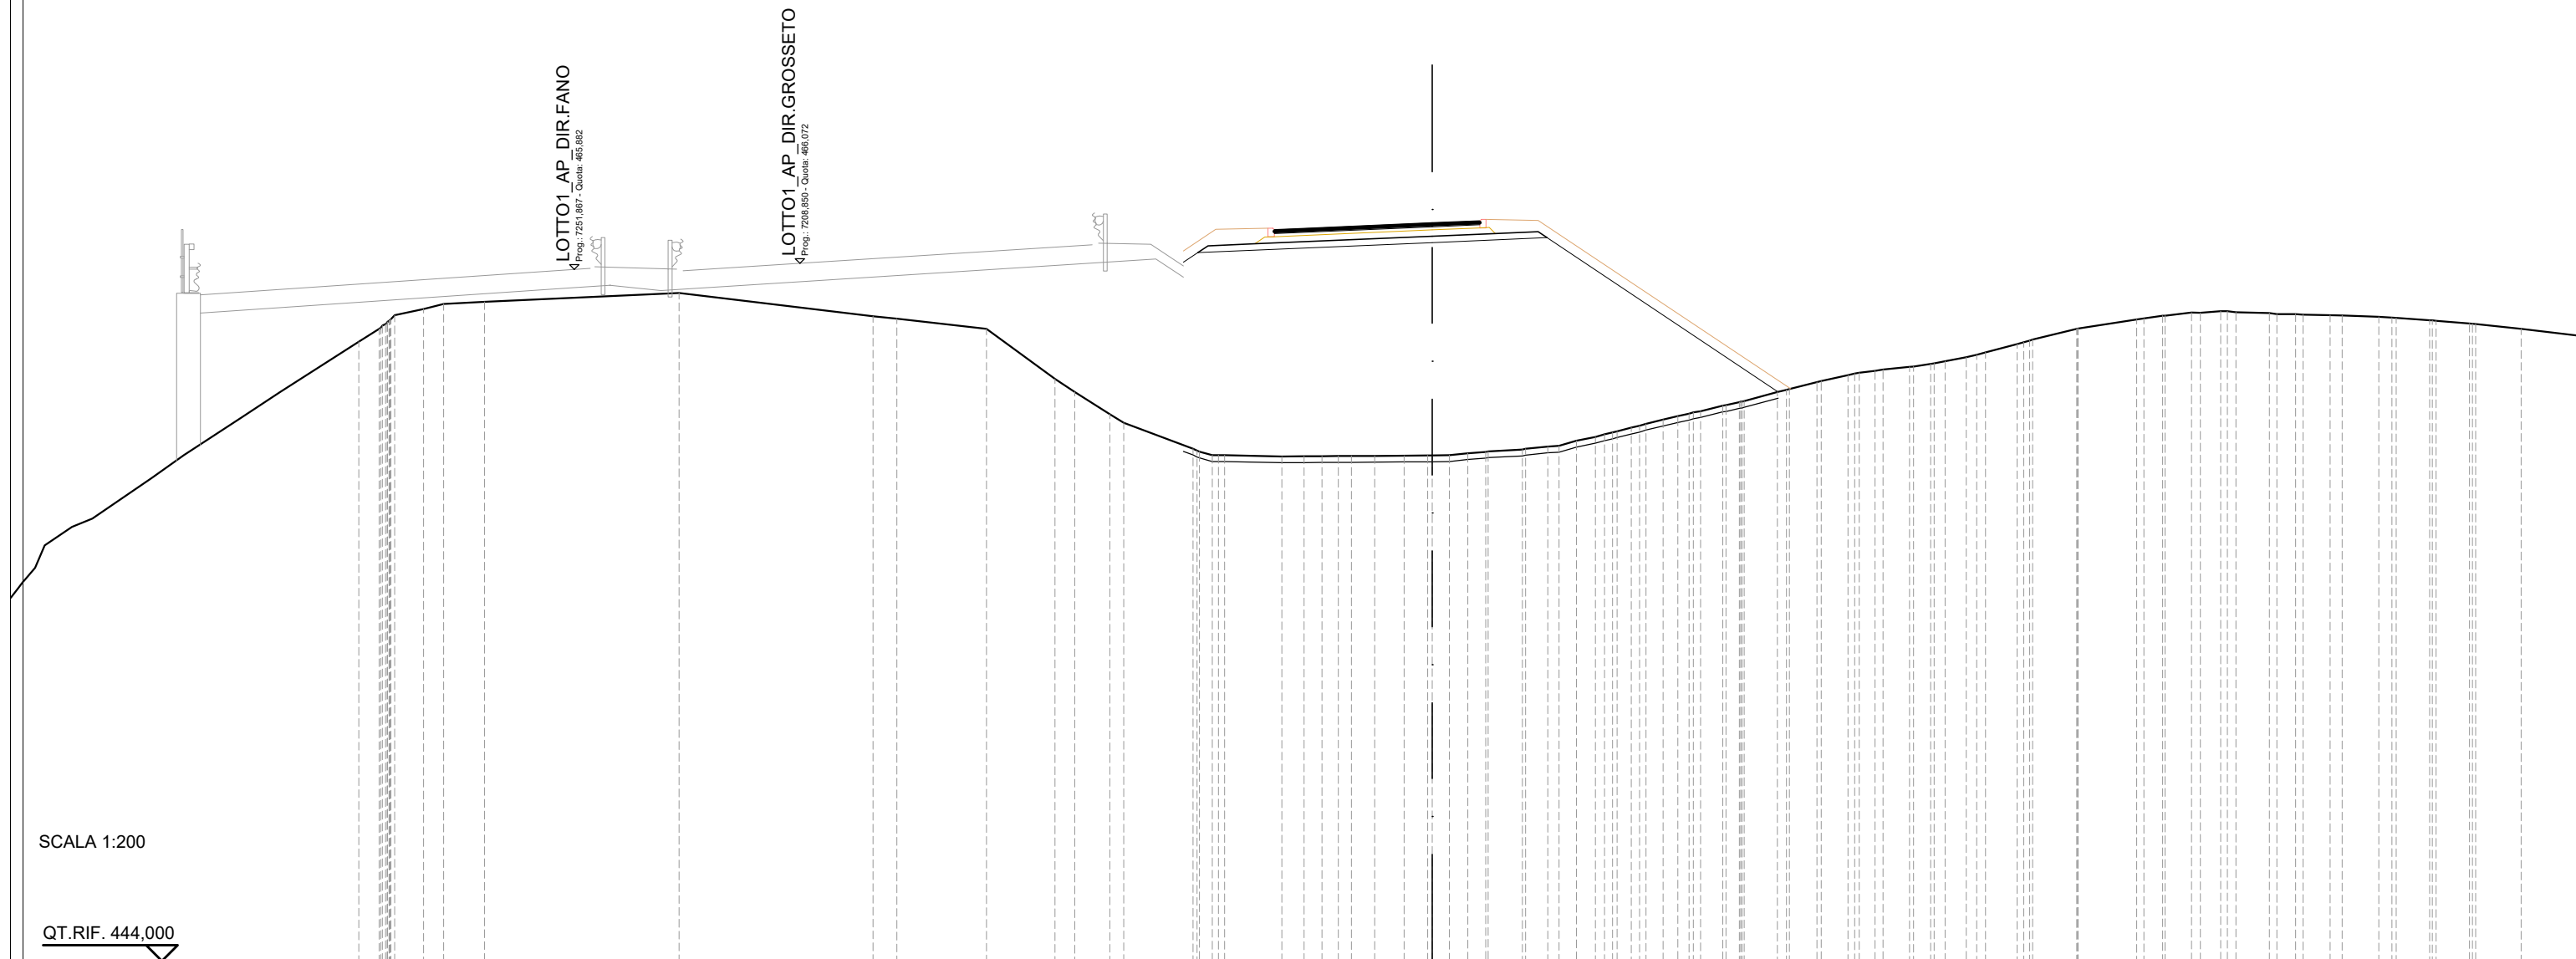 LOTTO1_AP_DIR.FANO
Prog.: 7251,867 - Quota: 465,882
LOTTO1_AP_DIR.GROSSETO
Prog.: 7208,850 - Quota: 466,072
SCALA 1:200
QT.RIF. 444,000